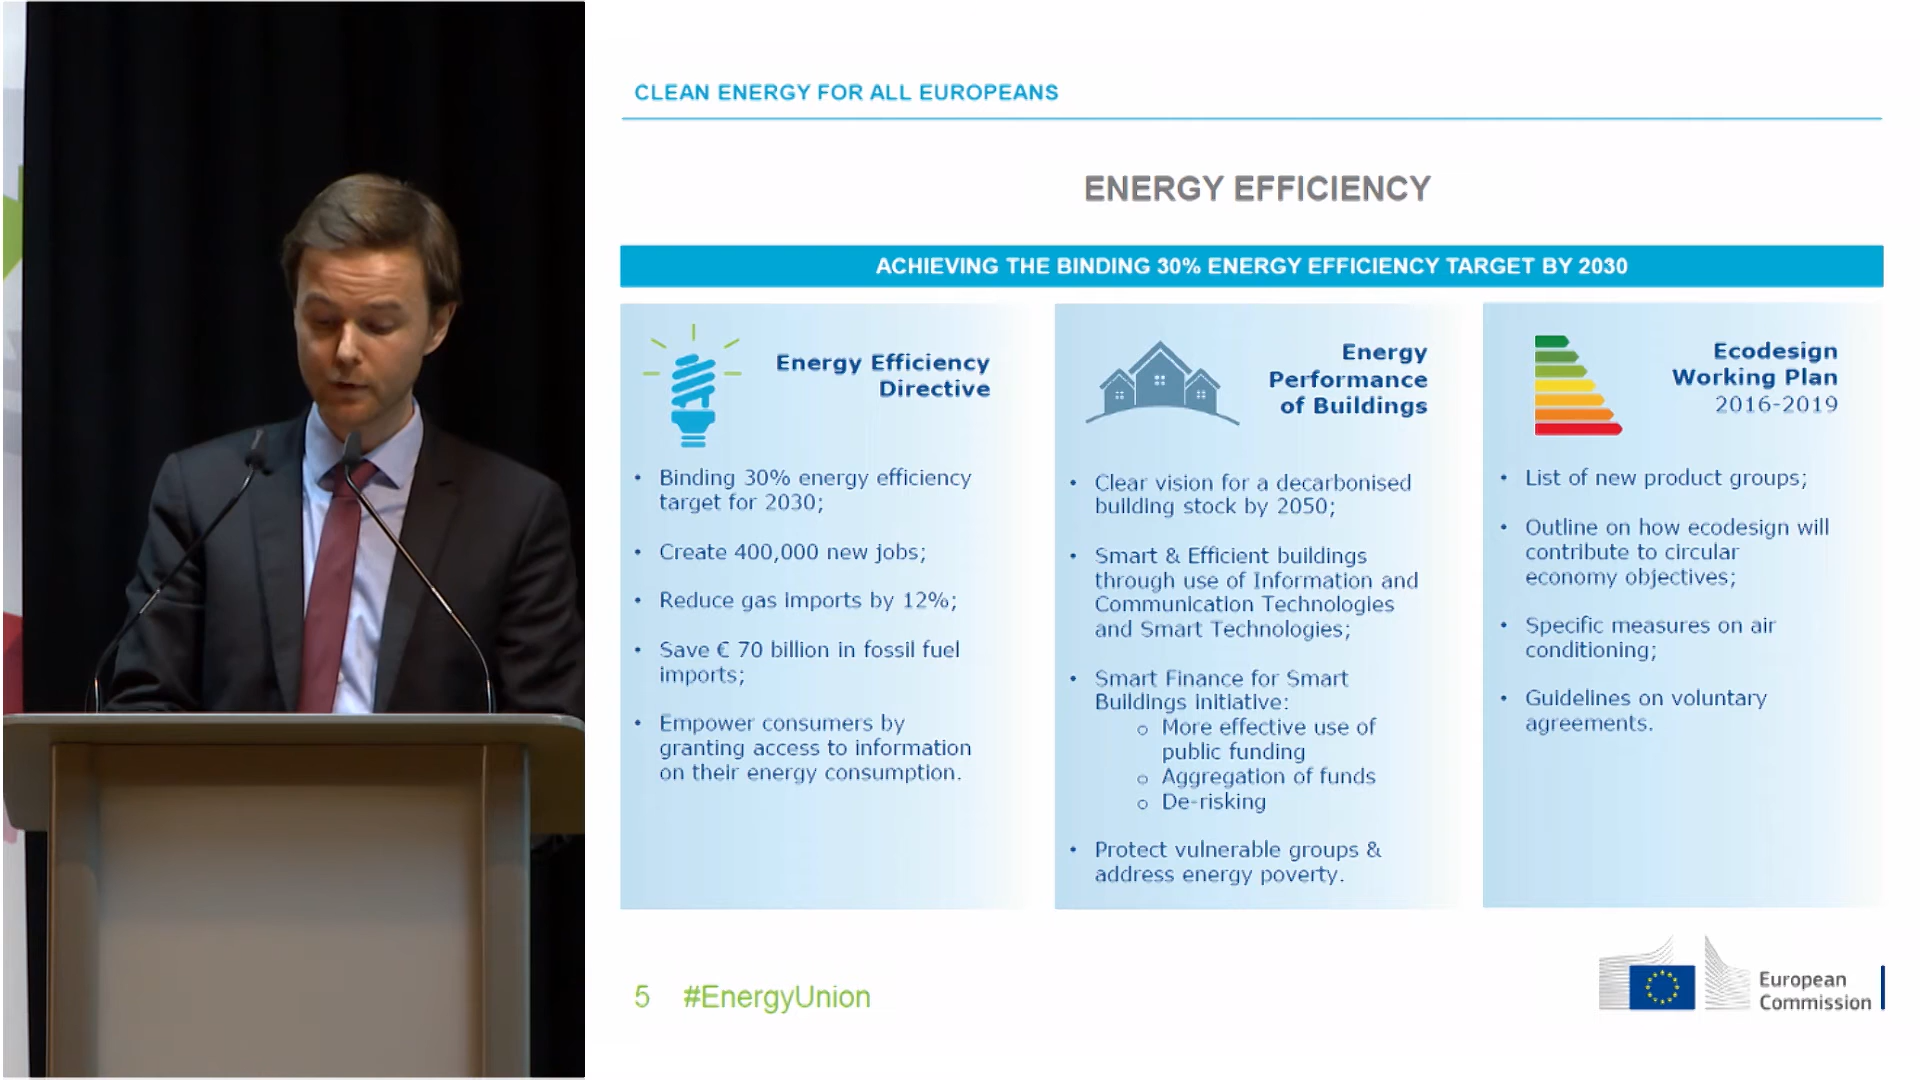 CLEAN ENERGY FOR ALL EUROPEANS
ENERGY EFFICIENCY
ACHIEVING THE BINDING 30% ENERGY EFFICIENCY TARGET BY 2030
Energy Efficiency
Directive
• Binding 30% energy efficiency
target for 2030;
• Create 400,000 new jobs;
• Reduce gas imports by 12%;
• Save € 70 billion in fossil fuel
imports;
• Empower consumers by
granting access to information
on their energy consumption.
Energy
Performance
of Buildings
• Clear vision for a decarbonised
building stock by 2050;
• Smart & Efficient buildings
through use of Information and
Communication Technologies
and Smart Technologies;
• Smart Finance for Smart
Buildings initiative:
o More effective use of
public funding
o Aggregation of funds
o De-risking
• Protect vulnerable groups &
address energy poverty.
Ecodesign
Working Plan
2016-2019
• List of new product groups;
• Outline on how ecodesign will
contribute to circular
economy objectives;
• Specific measures on air
conditioning;
• Guidelines on voluntary
agreements.
5 #EnergyUnion
European
Commission